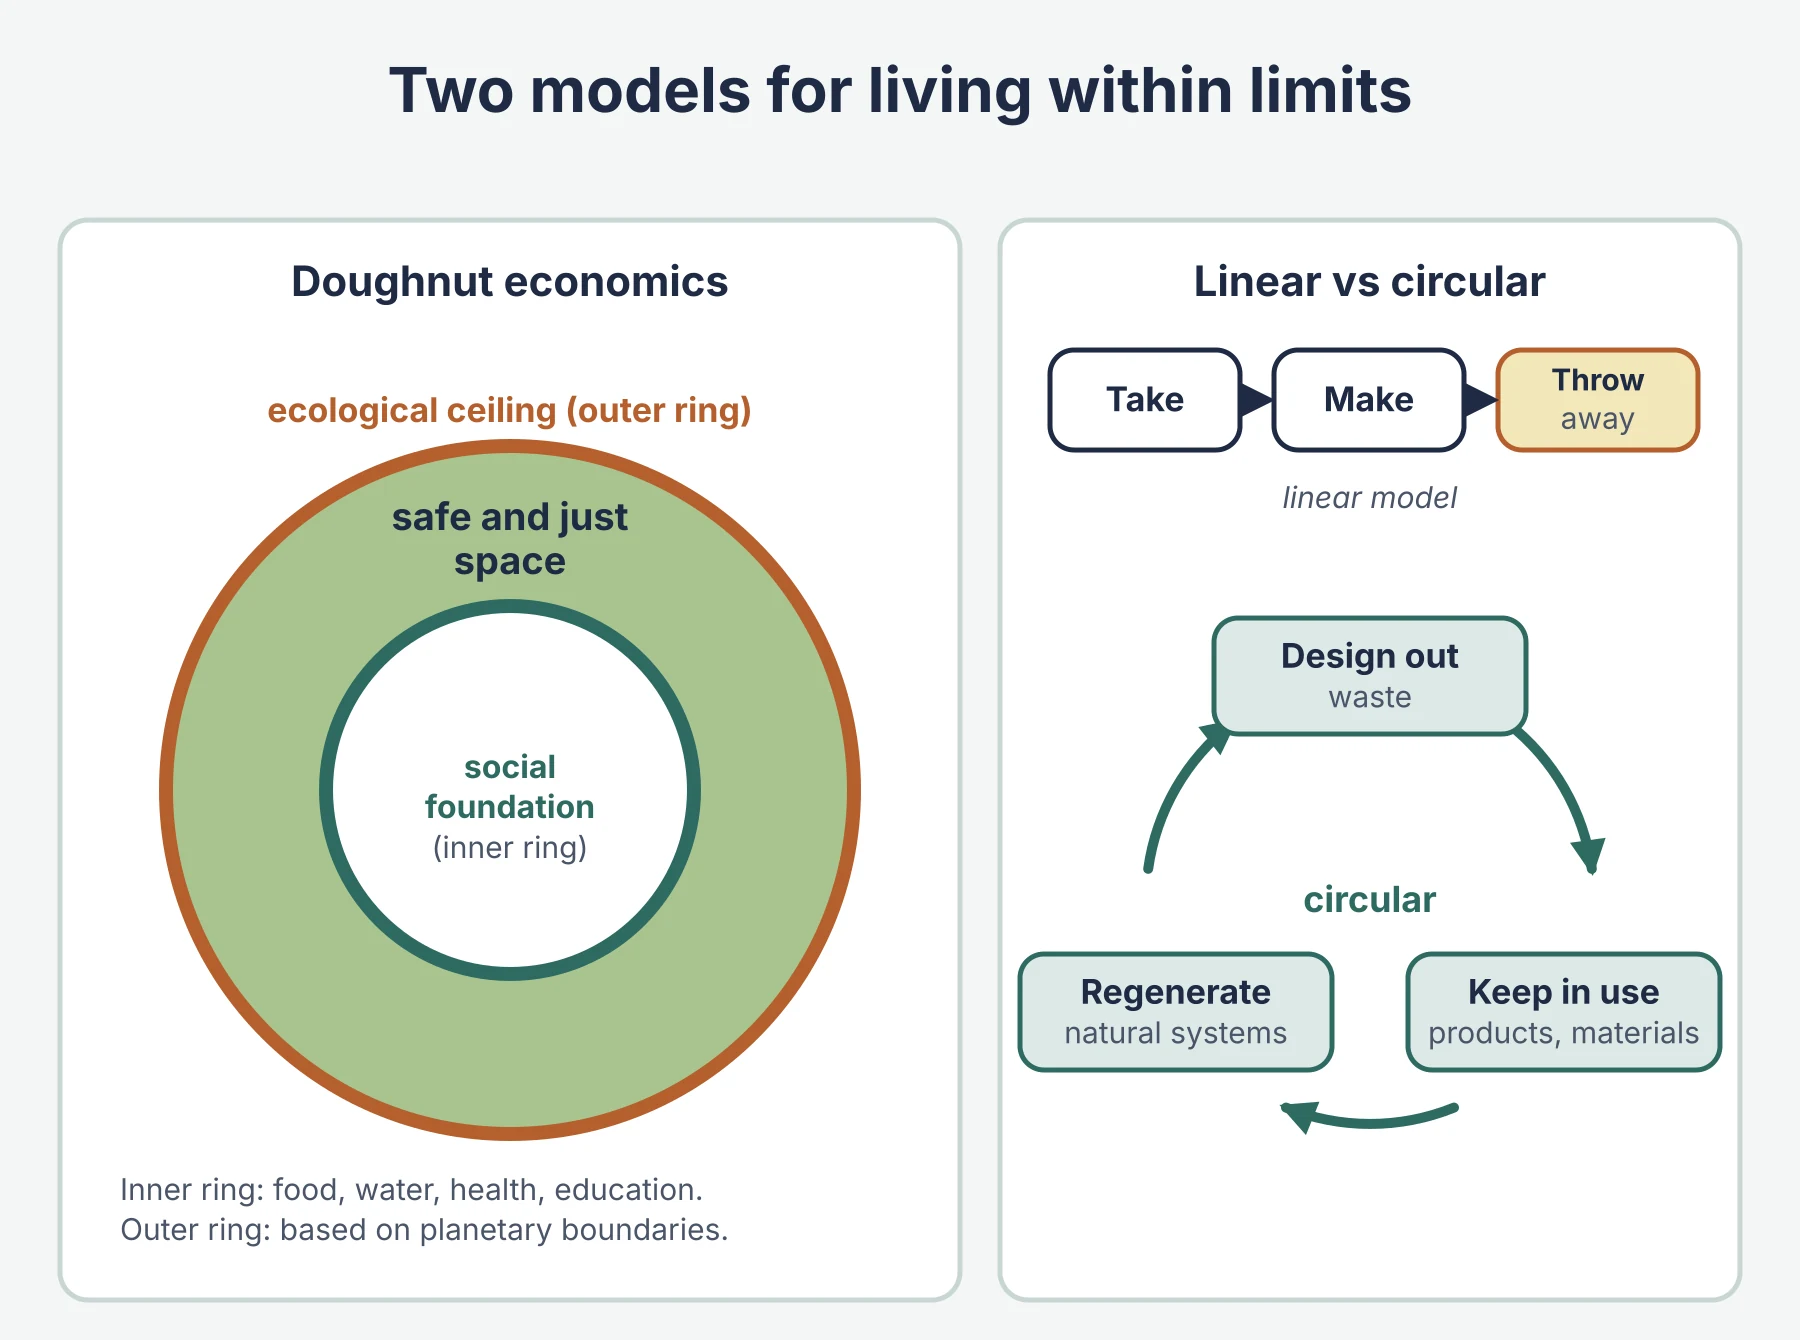 Two models for living within limits
Doughnut economics
ecological ceiling (outer ring)
safe and just
space
social
foundation
(inner ring)
Inner ring: food, water, health, education.
Outer ring: based on planetary boundaries.
Linear vs circular
Take
Make
Throw
away
linear model
Design out
waste
circular
Regenerate
natural systems
Keep in use
products, materials